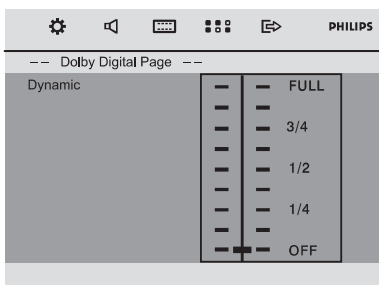 PHILIPS
-- Dolby Digital Page --
Dynamic
FULL
3/4
1/2
1/4
OFF